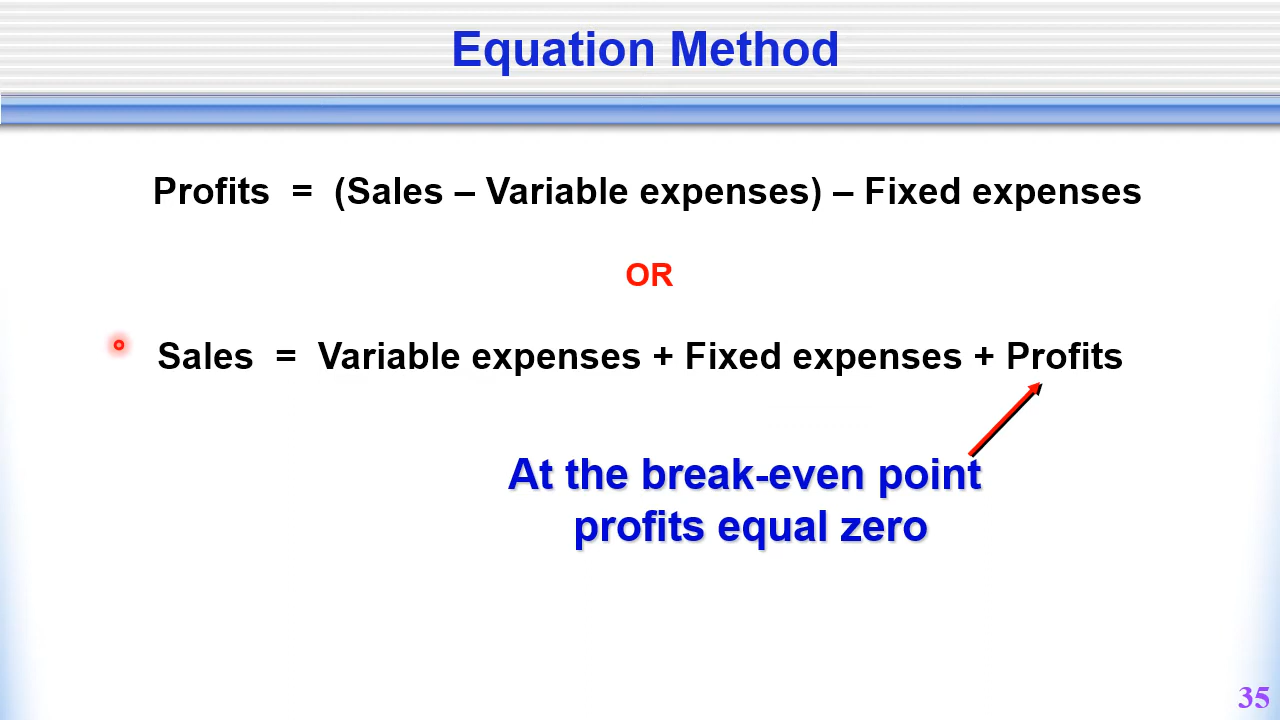 Equation Method
Profits = (Sales – Variable expenses) – Fixed expenses
OR
Sales = Variable expenses + Fixed expenses + Profits
At the break-even point
profits equal zero
35